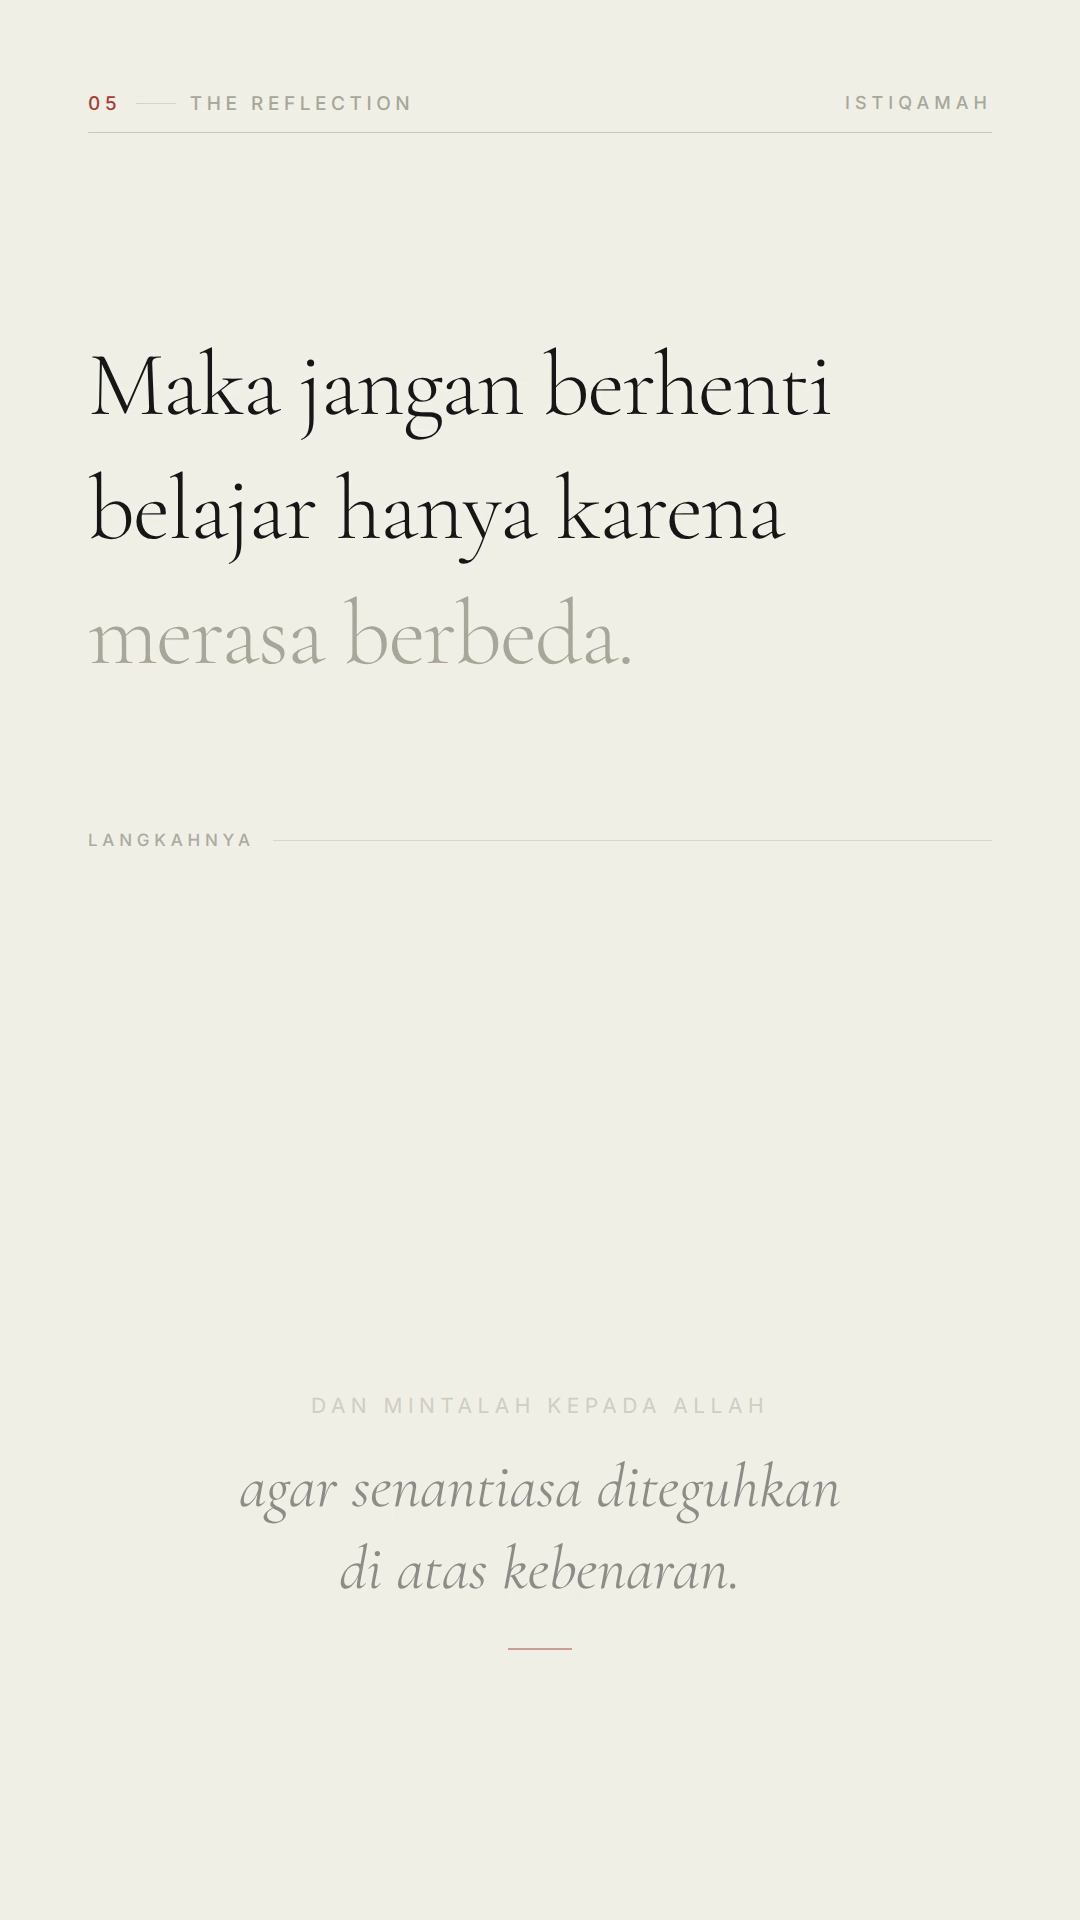 05 THE REFLECTION ISTIQAMAH
Maka jangan berhenti
belajar hanya karena
merasa berbeda.
LANGKAHNYA
DAN MINTALAH KEPADA ALLAH
agar senantiasa diteguhkan
di atas kebenaran.